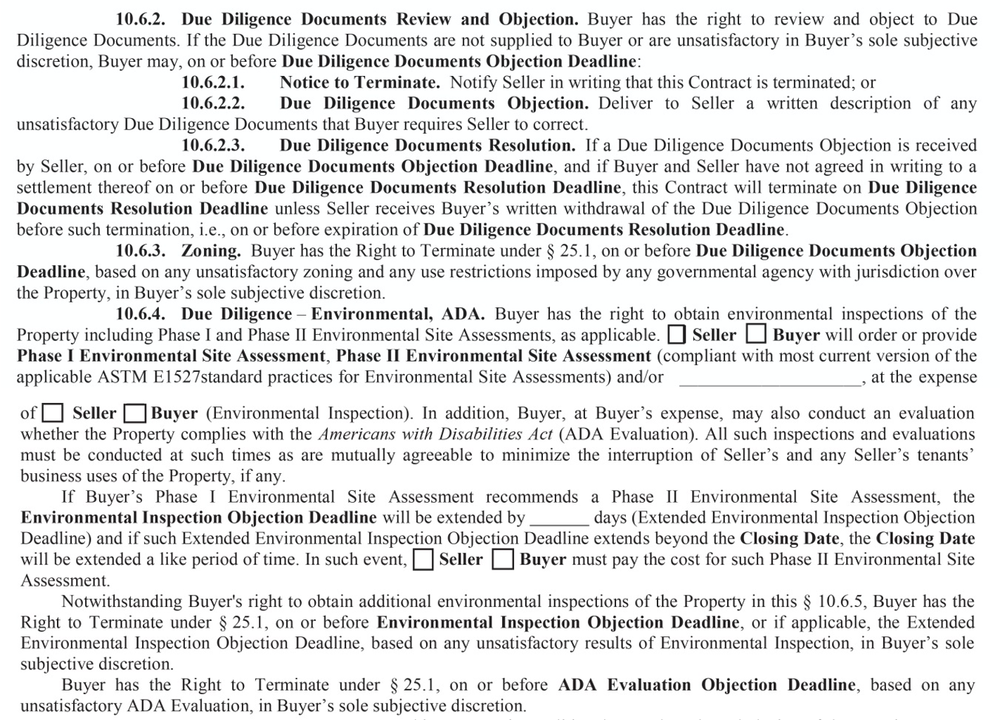 10.6.2. Due Diligence Documents Review and Objection. Buyer has the right to review and object to Due
Diligence Documents. If the Due Diligence Documents are not supplied to Buyer or are unsatisfactory in Buyer’s sole subjective
discretion, Buyer may, on or before Due Diligence Documents Objection Deadline:
10.6.2.1. Notice to Terminate. Notify Seller in writing that this Contract is terminated; or
10.6.2.2. Due Diligence Documents Objection. Deliver to Seller a written description of any
unsatisfactory Due Diligence Documents that Buyer requires Seller to correct.
10.6.2.3. Due Diligence Documents Resolution. If a Due Diligence Documents Objection is received
by Seller, on or before Due Diligence Documents Objection Deadline, and if Buyer and Seller have not agreed in writing to a
settlement thereof on or before Due Diligence Documents Resolution Deadline, this Contract will terminate on Due Diligence
Documents Resolution Deadline unless Seller receives Buyer’s written withdrawal of the Due Diligence Documents Objection
before such termination, i.e., on or before expiration of Due Diligence Documents Resolution Deadline.
10.6.3. Zoning. Buyer has the Right to Terminate under § 25.1, on or before Due Diligence Documents Objection
Deadline, based on any unsatisfactory zoning and any use restrictions imposed by any governmental agency with jurisdiction over
the Property, in Buyer’s sole subjective discretion.
10.6.4. Due Diligence – Environmental, ADA. Buyer has the right to obtain environmental inspections of the
Property including Phase I and Phase II Environmental Site Assessments, as applicable. ☐ Seller ☐ Buyer will order or provide
Phase I Environmental Site Assessment, Phase II Environmental Site Assessment (compliant with most current version of the
applicable ASTM E1527standard practices for Environmental Site Assessments) and/or ____________________, at the expense
of ☐ Seller ☐ Buyer (Environmental Inspection). In addition, Buyer, at Buyer’s expense, may also conduct an evaluation
whether the Property complies with the Americans with Disabilities Act (ADA Evaluation). All such inspections and evaluations
must be conducted at such times as are mutually agreeable to minimize the interruption of Seller’s and any Seller’s tenants’
business uses of the Property, if any.
If Buyer’s Phase I Environmental Site Assessment recommends a Phase II Environmental Site Assessment, the
Environmental Inspection Objection Deadline will be extended by _______ days (Extended Environmental Inspection Objection
Deadline) and if such Extended Environmental Inspection Objection Deadline extends beyond the Closing Date, the Closing Date
will be extended a like period of time. In such event, ☐ Seller ☐ Buyer must pay the cost for such Phase II Environmental Site
Assessment.
Notwithstanding Buyer's right to obtain additional environmental inspections of the Property in this § 10.6.5, Buyer has the
Right to Terminate under § 25.1, on or before Environmental Inspection Objection Deadline, or if applicable, the Extended
Environmental Inspection Objection Deadline, based on any unsatisfactory results of Environmental Inspection, in Buyer’s sole
subjective discretion.
Buyer has the Right to Terminate under § 25.1, on or before ADA Evaluation Objection Deadline, based on any
unsatisfactory ADA Evaluation, in Buyer’s sole subjective discretion.